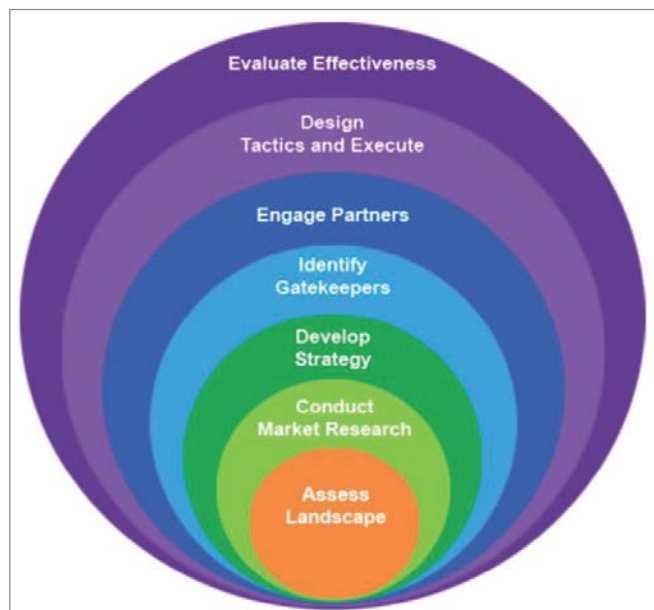 Evaluate Effectiveness
Design
Tactics and Execute
Engage Partners
Identify
Gatekeepers
Develop
Strategy
Conduct
Market Research
Assess
Landscape